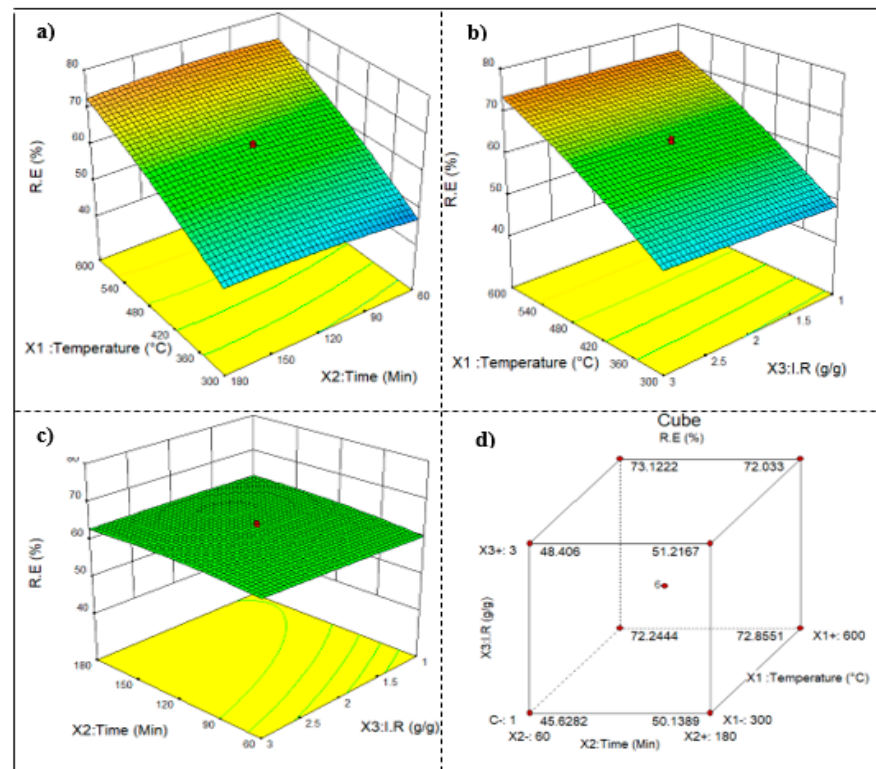 a)
80
70
60
50
40
R.E (%)
600
540
480
420
360
300
X1 :Temperature (°C)
180
150
120
90
60
X2:Time (Min)
b)
80
70
60
50
40
R.E (%)
600
540
480
420
360
300
X1 :Temperature (°C)
3
2.5
2
1.5
1
X3:I.R (g/g)
c)
70
60
50
40
R.E (%)
180
150
120
90
60
X2:Time (Min)
3
2.5
2
1.5
1
X3:I.R (g/g)
d)
Cube
R.E (%)
73.1222 72.033
X3+: 3 48.406 51.2167
6
X3:I.R (g/g)
72.2444 72.8551 X1+: 600
X1 :Temperature (°C)
C-: 1 45.6282 50.1389 X1-: 300
X2-: 60 X2:Time (Min) X2+: 180